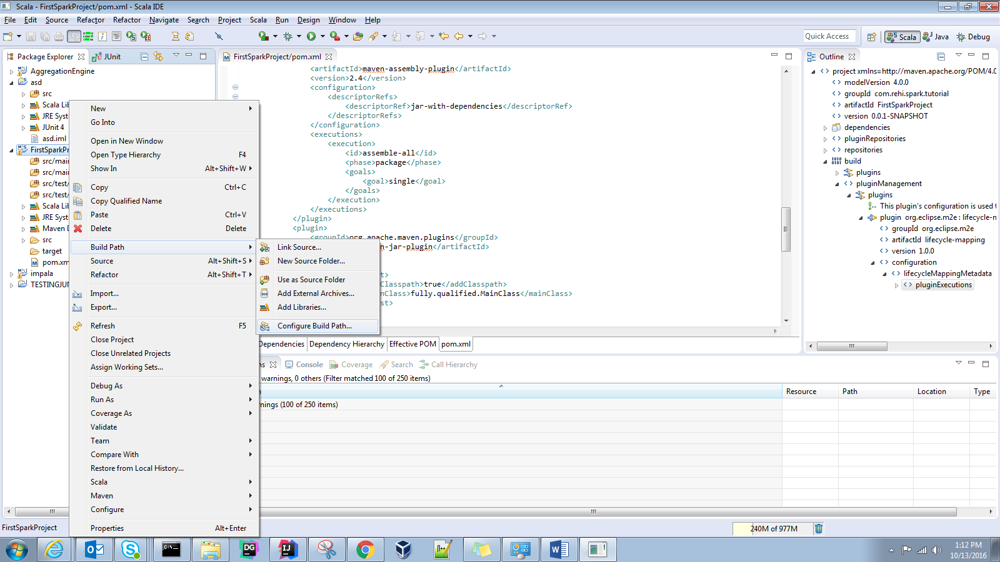 Scala - FirstSparkProject/pom.xml - Scala IDE
File Edit Source Refactor Refactor Navigate Search Project Scala Run Design Window Help
Quick Access
Scala
Java
Debug
Package Explorer
JUnit
AggregationEngine
asd
src
Scala Lib
JRE Syst
JUnit 4
asd.iml
FirstSparkPr
src/mair
src/mair
src/test/
src/test/
Scala Lib
JRE Syst
Maven D
src
target
pom.xm
impala
TESTINGJUN
New
Go Into
Open in New Window
Open Type Hierarchy F4
Show In Alt+Shift+W
Copy Ctrl+C
Copy Qualified Name
Paste Ctrl+V
Delete Delete
Build Path
Source Alt+Shift+S
Refactor Alt+Shift+T
Import...
Export...
Refresh F5
Close Project
Close Unrelated Projects
Assign Working Sets...
Debug As
Run As
Coverage As
Validate
Team
Compare With
Restore from Local History...
Scala
Maven
Configure
Properties Alt+Enter
Link Source...
New Source Folder...
Use as Source Folder
Add External Archives...
Add Libraries...
Configure Build Path...
FirstSparkProject/pom.xml
<artifactId>maven-assembly-plugin</artifactId>
<version>2.4</version>
<configuration>
<descriptorRefs>
<descriptorRef>jar-with-dependencies</descriptorRef>
</descriptorRefs>
</configuration>
<executions>
<execution>
<id>assemble-all</id>
<phase>package</phase>
<goals>
<goal>single</goal>
</goals>
</execution>
</executions>
</plugin>
<plugin>
<groupId>org.apache.maven.plugins</groupId>
n-jar-plugin</artifactId>
t>
Classpath>true</addClasspath>
nClass>fully.qualified.MainClass</mainClass>
st>
Dependencies Dependency Hierarchy Effective POM pom.xml
Outline
project xmlns=http://maven.apache.org/POM/4.0
modelVersion 4.0.0
groupId com.rehi.spark.tutorial
artifactId FirstSparkProject
version 0.0.1-SNAPSHOT
dependencies
pluginRepositories
repositories
build
plugins
pluginManagement
plugins
This plugin's configuration is used t
plugin org.eclipse.m2e : lifecycle-m
groupId org.eclipse.m2e
artifactId lifecycle-mapping
version 1.0.0
configuration
lifecycleMappingMetadata
pluginExecutions
ns Console Coverage Search Call Hierarchy
warnings, 0 others (Filter matched 100 of 250 items)
n Resource Path Location Type
rnings (100 of 250 items)
FirstSparkProject
240M of 977M
1:12 PM
10/13/2016